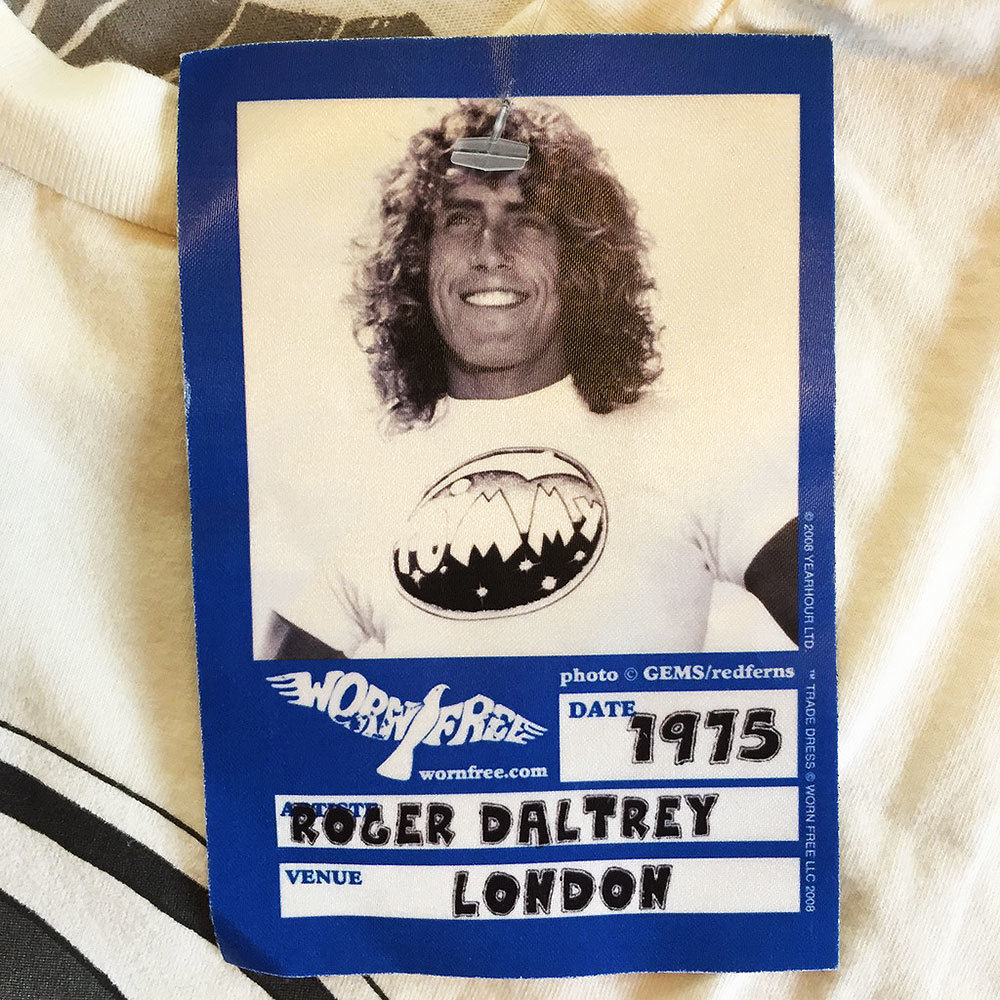 TOMMY
photo © GEMS/redferns
WORN FREE
wornfree.com
DATE
1975
ARTISTE
ROGER DALTREY
VENUE
LONDON
© 2008 YEARHOUR LTD. ™ TRADE DRESS © WORN FREE LLC 2008